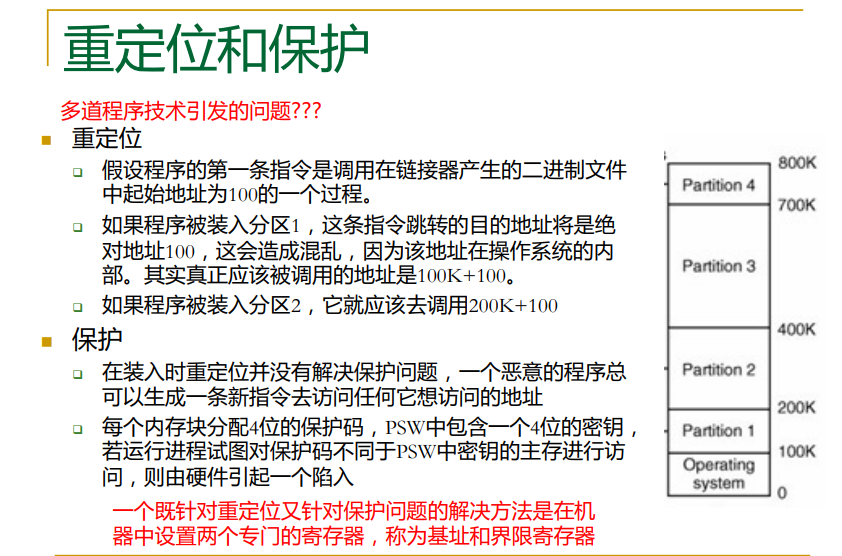 重定位和保护
多道程序技术引发的问题???
重定位
假设程序的第一条指令是调用在链接器产生的二进制文件
中起始地址为100的一个过程。
如果程序被装入分区1，这条指令跳转的目的地址将是绝
对地址100，这会造成混乱，因为该地址在操作系统的内
部。其实真正应该被调用的地址是100K+100。
如果程序被装入分区2，它就应该去调用200K+100
保护
在装入时重定位并没有解决保护问题，一个恶意的程序总
可以生成一条新指令去访问任何它想访问的地址
每个内存块分配4位的保护码，PSW中包含一个4位的密钥，
若运行进程试图对保护码不同于PSW中密钥的主存进行访
问，则由硬件引起一个陷入
一个既针对重定位又针对保护问题的解决方法是在机
器中设置两个专门的寄存器，称为基址和界限寄存器
800K
Partition 4
700K
Partition 3
400K
Partition 2
200K
Partition 1
100K
Operating
system
0